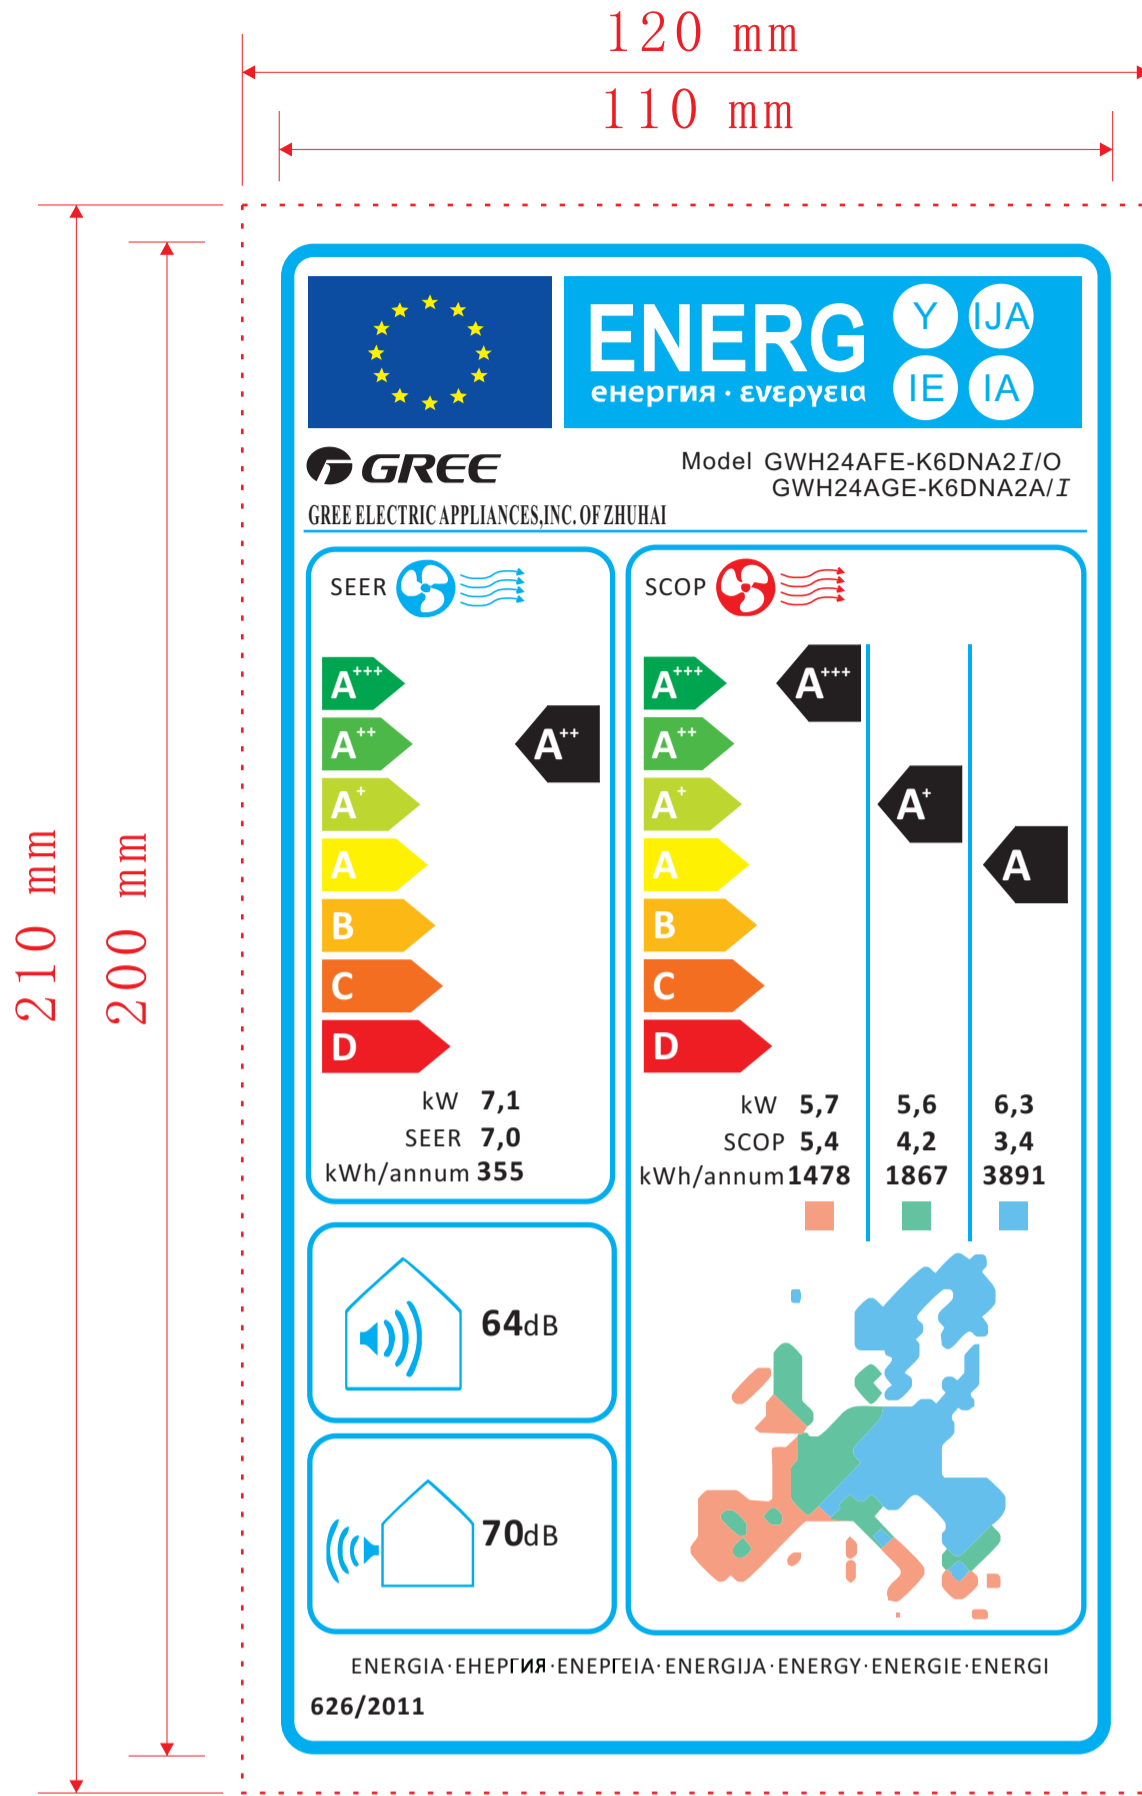 120 mm
110 mm
210 mm
200 mm
ENERG
енергия · ενεργεια
Y
IJA
IE
IA
GREE
Model GWH24AFE-K6DNA2I/O
GWH24AGE-K6DNA2A/I
GREE ELECTRIC APPLIANCES,INC. OF ZHUHAI
SEER
A+++
A++
A+
A
B
C
D
A++
kW 7,1
SEER 7,0
kWh/annum 355
SCOP
A+++
A++
A+
A
B
C
D
A+++
A+
A
kW 5,7 5,6 6,3
SCOP 5,4 4,2 3,4
kWh/annum 1478 1867 3891
64dB
70dB
ENERGIA·ЕНЕРГИЯ·ΕΝΕΡΓΕΙΑ·ENERGIJA·ENERGY·ENERGIE·ENERGI
626/2011